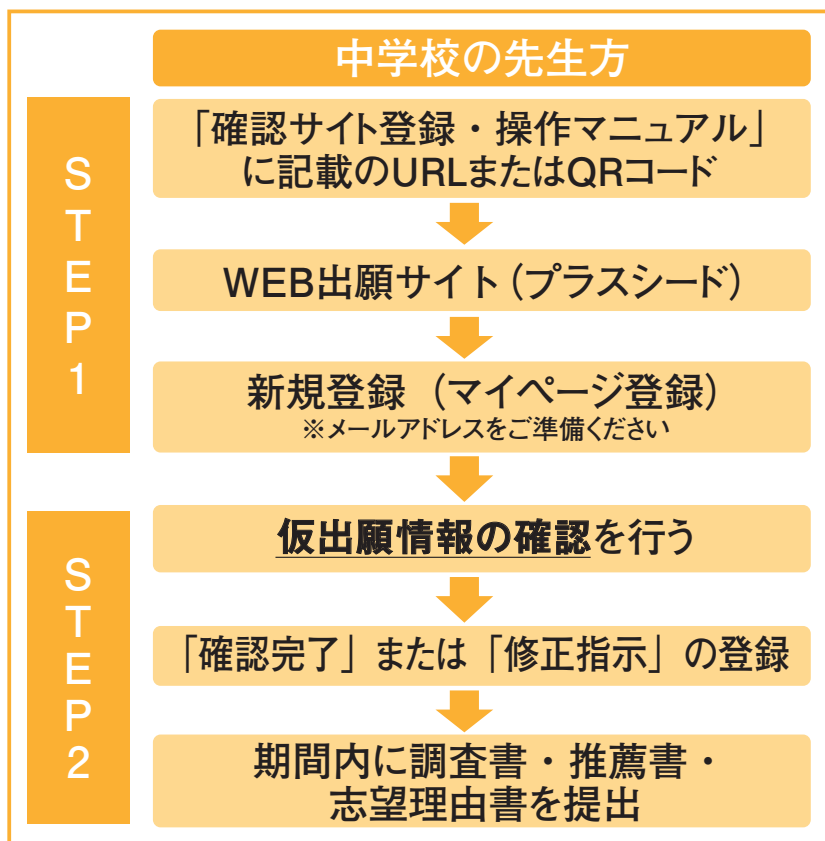 中学校の先生方
STEP1
「確認サイト登録・操作マニュアル」
に記載のURLまたはQRコード
WEB出願サイト（プラスシード）
新規登録（マイページ登録）
※メールアドレスをご準備ください
STEP2
仮出願情報の確認を行う
「確認完了」または「修正指示」の登録
期間内に調査書・推薦書・
志望理由書を提出